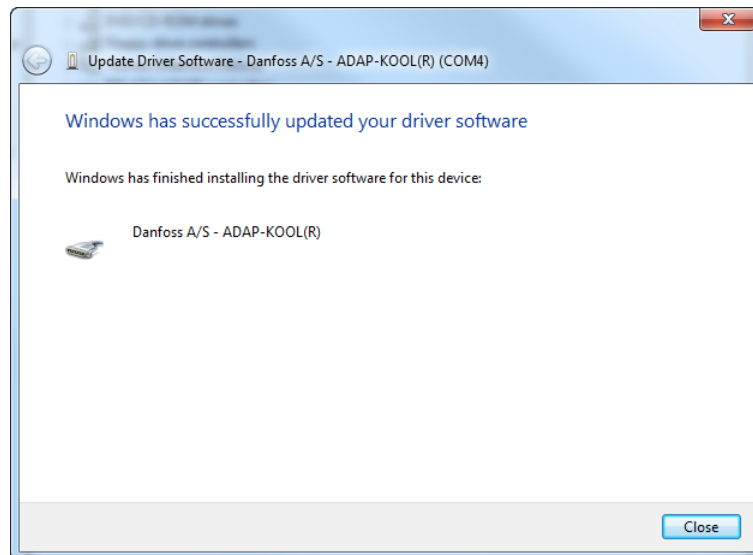 Update Driver Software - Danfoss A/S - ADAP-KOOL(R) (COM4)
Windows has successfully updated your driver software
Windows has finished installing the driver software for this device:
Danfoss A/S - ADAP-KOOL(R)
Close